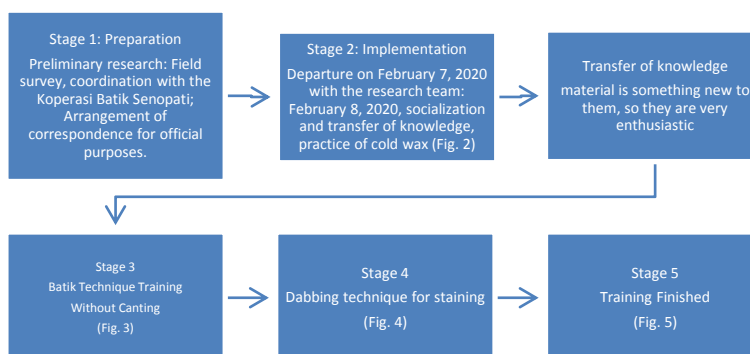 Stage 1: Preparation
Preliminary research: Field
survey, coordination with the
Koperasi Batik Senopati;
Arrangement of
correspondence for official
purposes.
Stage 2: Implementation
Departure on February 7, 2020
with the research team:
February 8, 2020, socialization
and transfer of knowledge,
practice of cold wax (Fig. 2)
Transfer of knowledge
material is something new to
them, so they are very
enthusiastic
Stage 3
Batik Technique Training
Without Canting
(Fig. 3)
Stage 4
Dabbing technique for staining
(Fig. 4)
Stage 5
Training Finished
(Fig. 5)